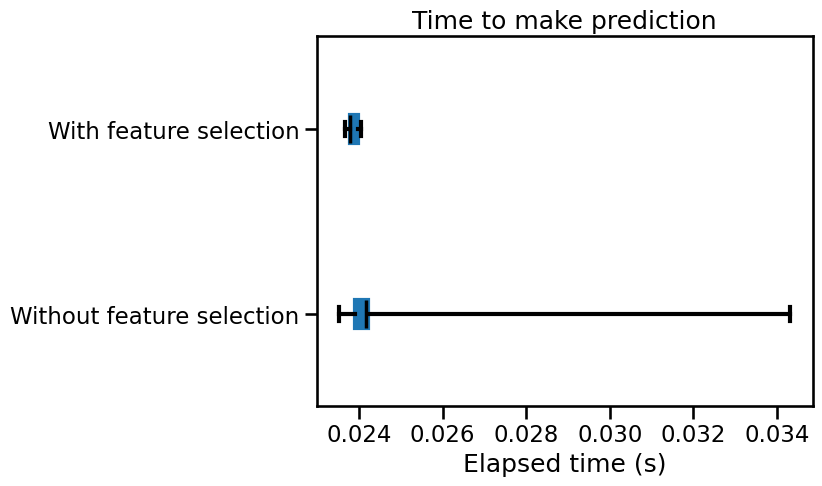 Time to make prediction
With feature selection
Without feature selection
0.024 0.026 0.028 0.030 0.032 0.034
Elapsed time (s)